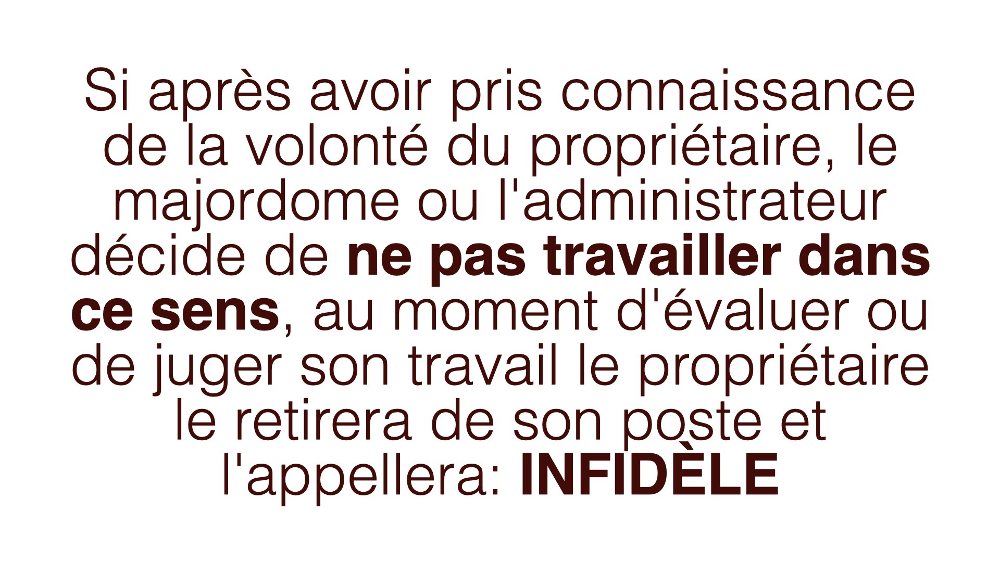 Si après avoir pris connaissance
de la volonté du propriétaire, le
majordome ou l'administrateur
décide de ne pas travailler dans
ce sens, au moment d'évaluer ou
de juger son travail le propriétaire
le retirera de son poste et
l'appellera: INFIDÈLE